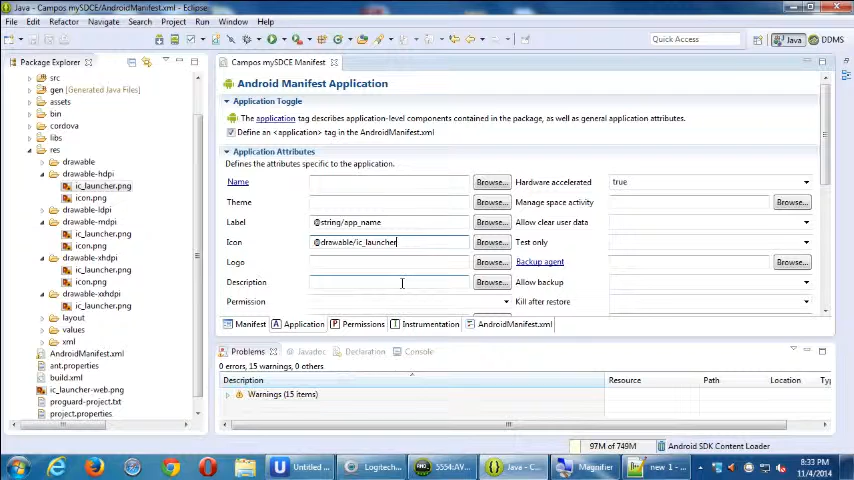 Java - Campos mySDCE/AndroidManifest.xml - Eclipse
File Edit Refactor Navigate Search Project Run Window Help
Quick Access Java DDMS
Package Explorer
src
gen [Generated Java Files]
assets
bin
cordova
libs
res
drawable
drawable-hdpi
ic_launcher.png
icon.png
drawable-ldpi
drawable-mdpi
ic_launcher.png
icon.png
drawable-xhdpi
ic_launcher.png
icon.png
drawable-xxhdpi
ic_launcher.png
layout
values
xml
AndroidManifest.xml
ant.properties
build.xml
ic_launcher-web.png
proguard-project.txt
project.properties
Campos mySDCE Manifest
Android Manifest Application
Application Toggle
The application tag describes application-level components contained in the package, as well as general application attributes.
Define an <application> tag in the AndroidManifest.xml
Application Attributes
Defines the attributes specific to the application.
Name Browse... Hardware accelerated true
Theme Browse... Manage space activity Browse...
Label @string/app_name Browse... Allow clear user data
Icon @drawable/ic_launcher Browse... Test only
Logo Browse... Backup agent Browse...
Description Browse... Allow backup
Permission Kill after restore
Manifest A Application P Permissions I Instrumentation AndroidManifest.xml
Problems @ Javadoc Declaration Console
0 errors, 15 warnings, 0 others
Description Resource Path Location Ty
Warnings (15 items)
97M of 749M Android SDK Content Loader
Untitled ... Logitech... 5554:AV... Java - C... Magnifier new 1 - ...
8:33 PM
11/4/2014